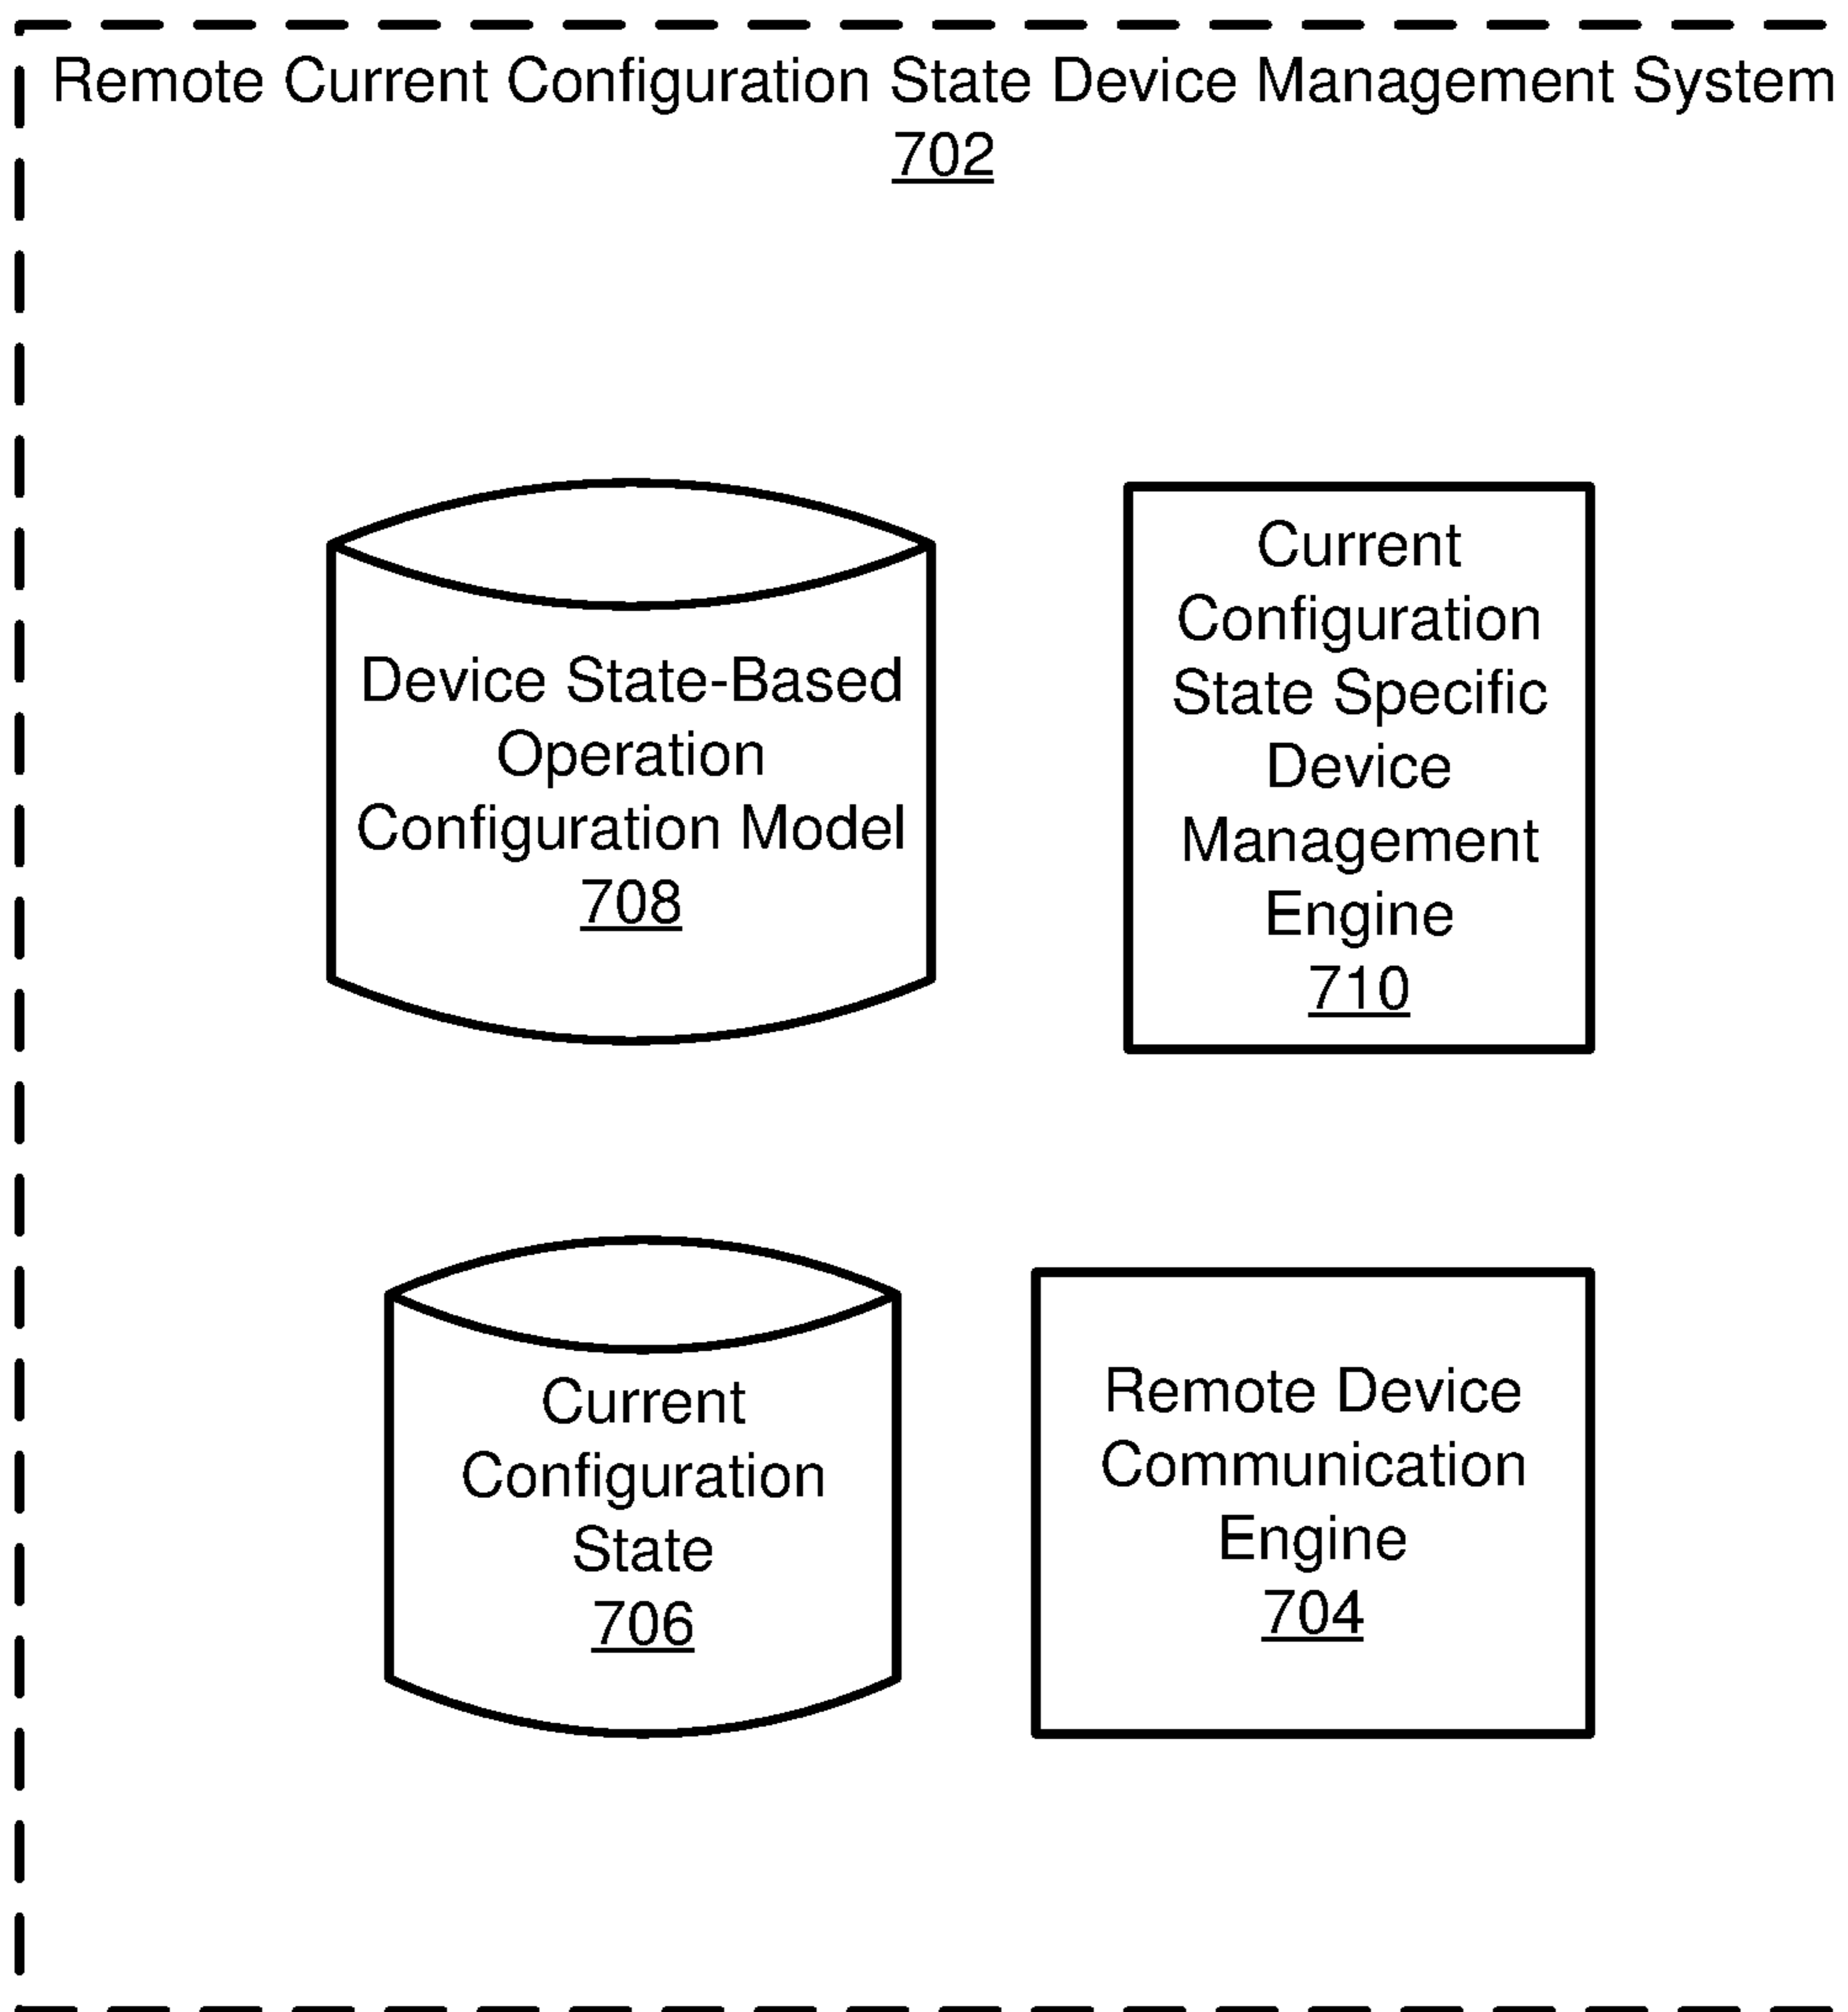 Remote Current Configuration State Device Management System
702
Device State-Based
Operation
Configuration Model
708
Current
Configuration
State Specific
Device
Management
Engine
710
Current
Configuration
State
706
Remote Device
Communication
Engine
704